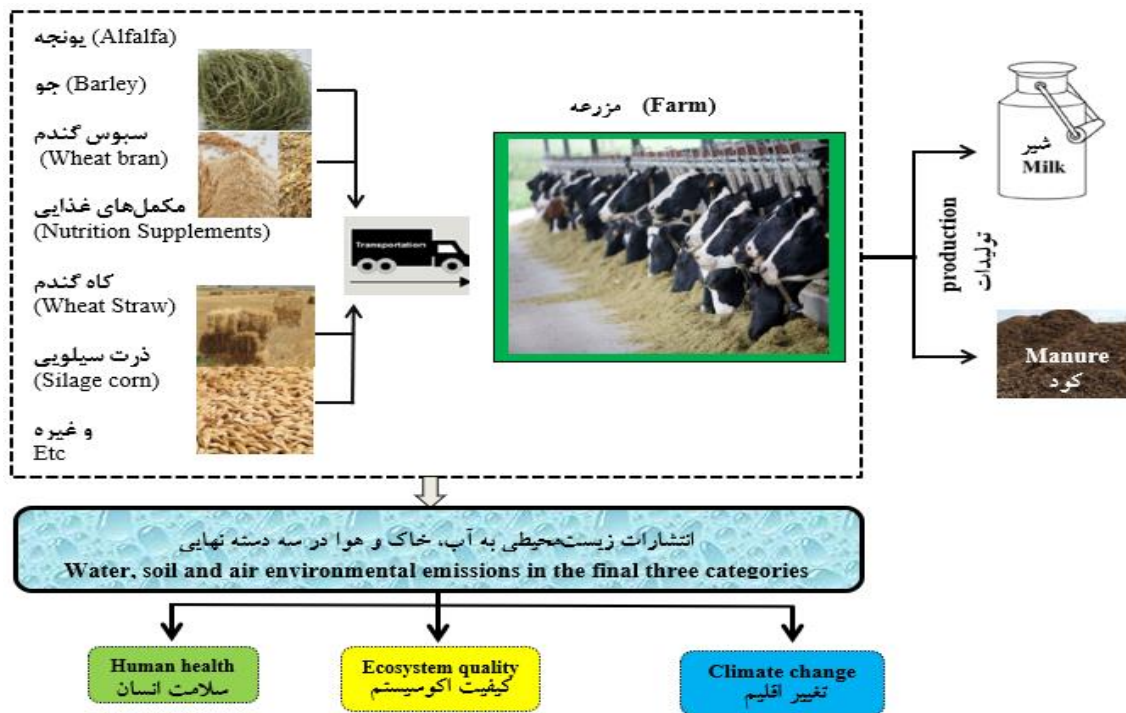 یونجه (Alfalfa)
جو (Barley)
سبوس گندم
(Wheat bran)
مکمل‌های غذایی
(Nutrition Supplements)
کاه گندم
(Wheat Straw)
ذرت سیلویی
(Silage corn)
و غیره
Etc
Transportation
مزرعه (Farm)
production
تولیدات
شیر
Milk
Manure
کود
انتشارات زیست‌محیطی به آب، خاک و هوا در سه دسته نهایی
Water, soil and air environmental emissions in the final three categories
Human health
سلامت انسان
Ecosystem quality
کیفیت اکوسیستم
Climate change
تغییر اقلیم